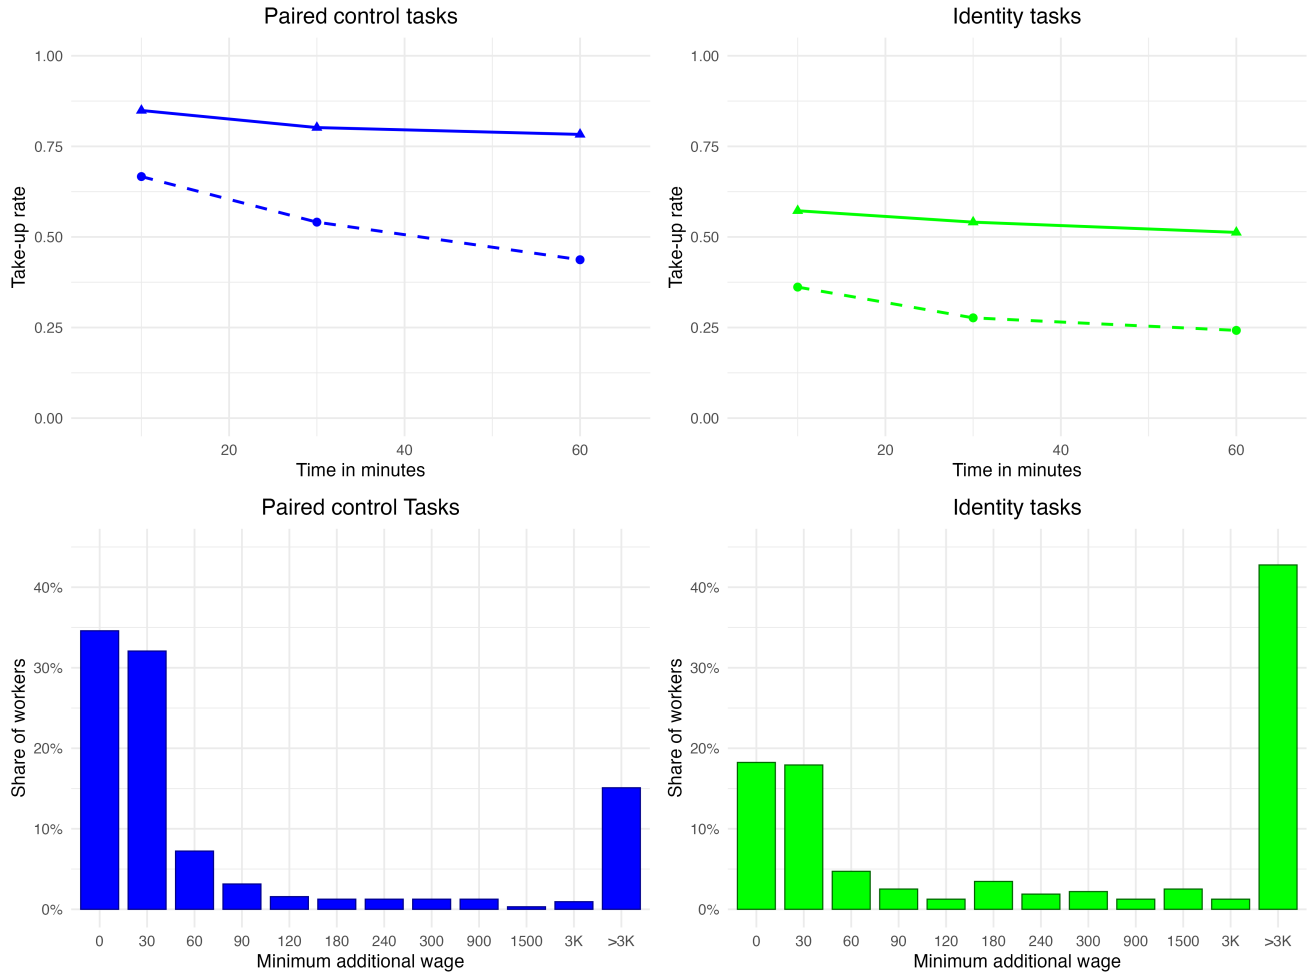 Paired control tasks
Identity tasks
1.00
0.75
0.50
0.25
0.00
Take-up rate
20
40
60
Time in minutes
1.00
0.75
0.50
0.25
0.00
Take-up rate
20
40
60
Time in minutes
Paired control Tasks
Identity tasks
40%
30%
20%
10%
0%
Share of workers
0 30 60 90 120 180 240 300 900 1500 3K >3K
Minimum additional wage
40%
30%
20%
10%
0%
Share of workers
0 30 60 90 120 180 240 300 900 1500 3K >3K
Minimum additional wage